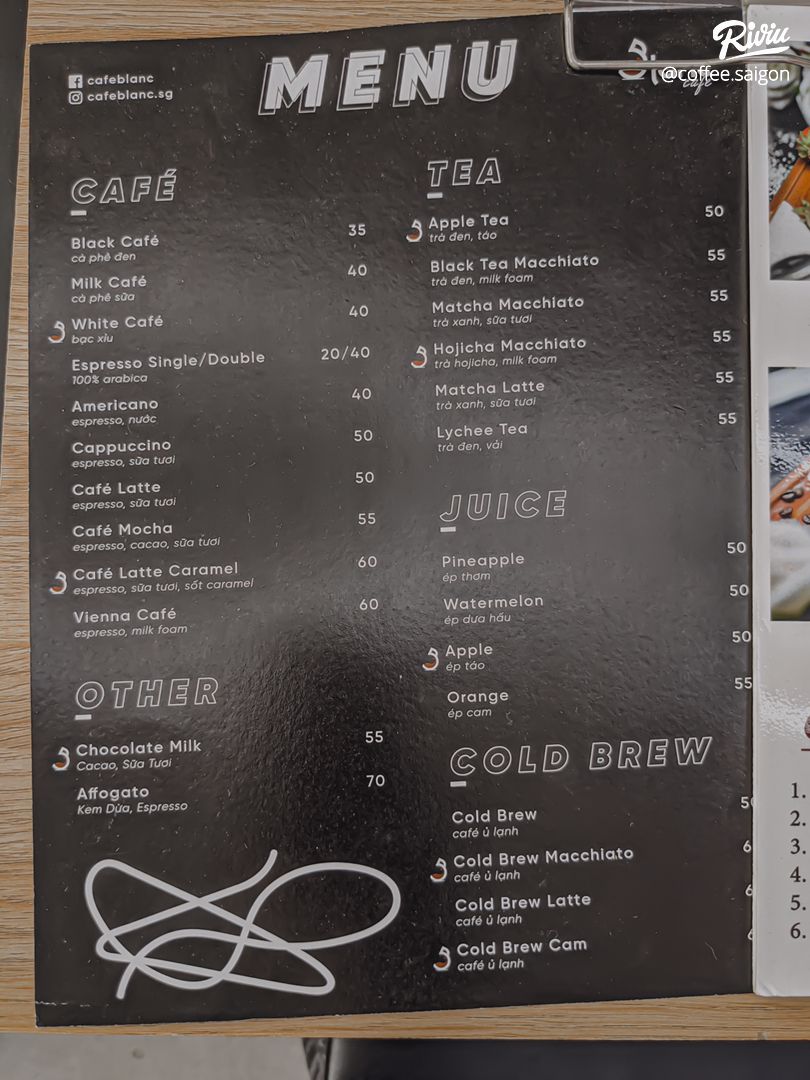 Riviu
@coffee.saigon
cafeblanc
cafeblanc.sg
MENU
café
CAFÉ
Black Café 35
cà phê đen
Milk Café 40
cà phê sữa
White Café 40
bạc xỉu
Espresso Single/Double 20/40
100% arabica
Americano 40
espresso, nước
Cappuccino 50
espresso, sữa tươi
Café Latte 50
espresso, sữa tươi
Café Mocha 55
espresso, cacao, sữa tươi
Café Latte Caramel 60
espresso, sữa tươi, sốt caramel
Vienna Café 60
espresso, milk foam
OTHER
Chocolate Milk 55
Cacao, Sữa Tươi
Affogato 70
Kem Dừa, Espresso
TEA
Apple Tea 50
trà đen, táo
Black Tea Macchiato 55
trà đen, milk foam
Matcha Macchiato 55
trà xanh, sữa tươi
Hojicha Macchiato 55
trà hojicha, milk foam
Matcha Latte 55
trà xanh, sữa tươi
Lychee Tea 55
trà đen, vải
JUICE
Pineapple 50
ép thơm
Watermelon 50
ép dưa hấu
Apple 50
ép táo
Orange 55
ép cam
COLD BREW
Cold Brew
café ủ lạnh
Cold Brew Macchiato
café ủ lạnh
Cold Brew Latte
café ủ lạnh
Cold Brew Cam
café ủ lạnh
1.
2.
3.
4.
5.
6.